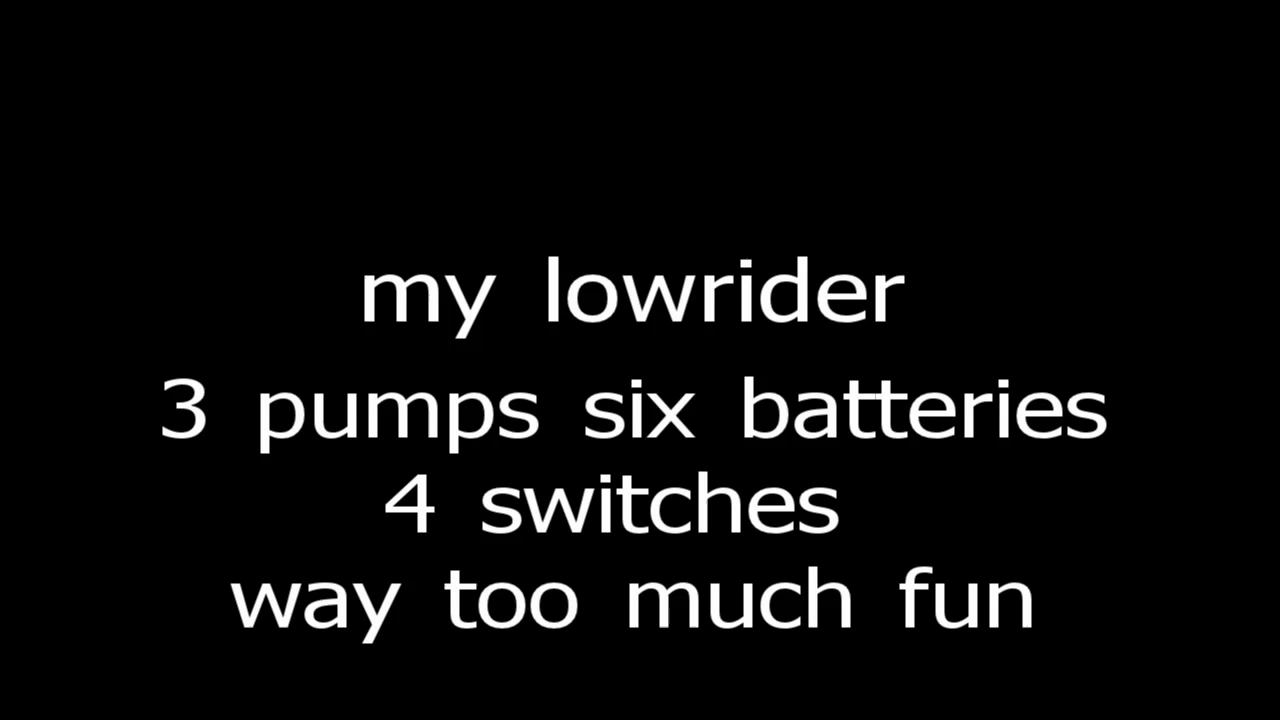 my lowrider
3 pumps six batteries
4 switches
way too much fun